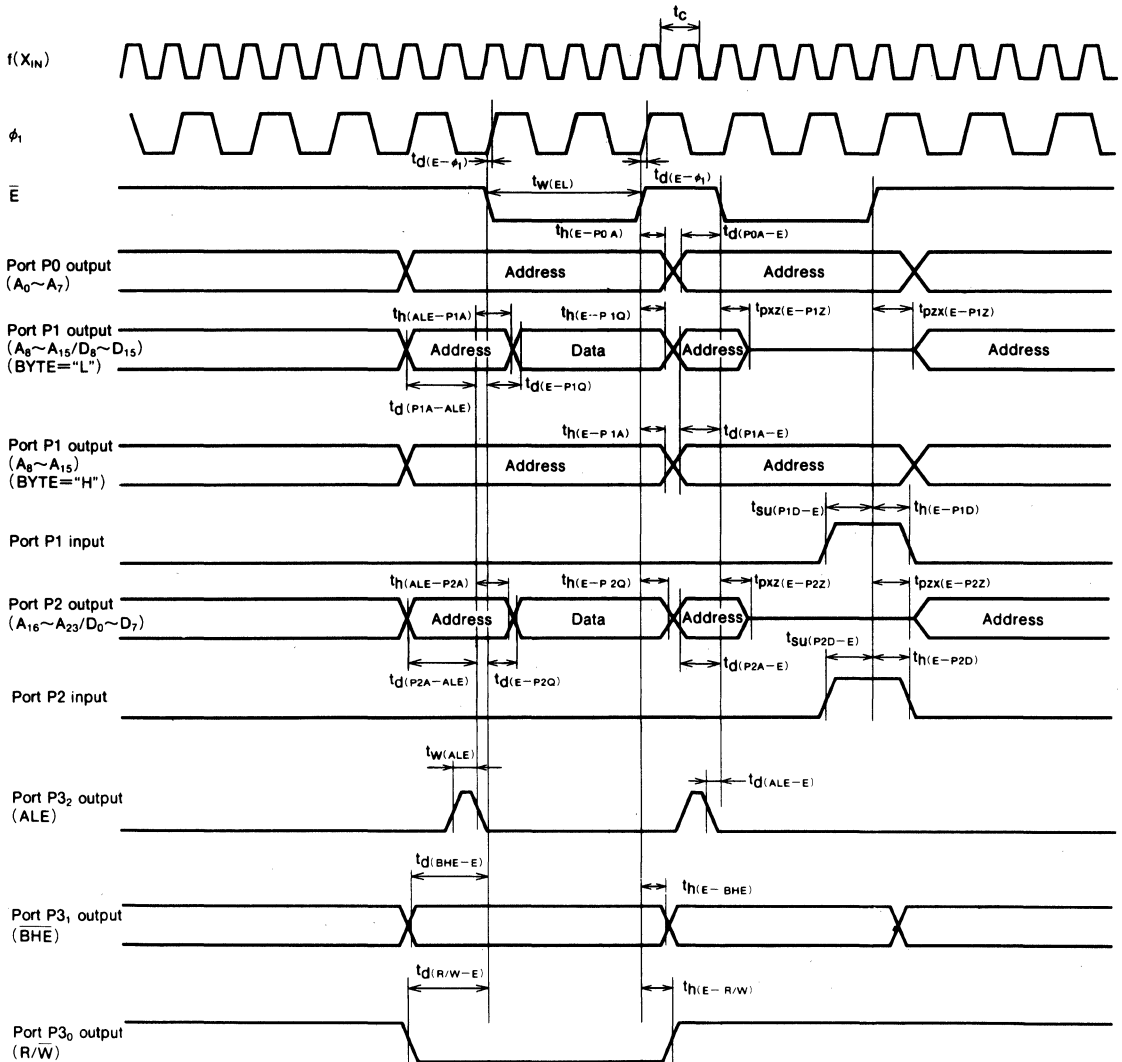 tc
f(XIN)
ϕ1
td(E−ϕ1)
td(E−ϕ1)
E̅
tw(EL)
th(E−P0A)
td(P0A−E)
Port P0 output
(A0~A7)
Address
Address
th(ALE−P1A)
th(E−P1Q)
tpxz(E−P1Z)
tpzx(E−P1Z)
Port P1 output
(A8~A15/D8~D15)
(BYTE="L")
Address
Data
Address
Address
td(P1A−ALE)
td(E−P1Q)
th(E−P1A)
td(P1A−E)
Port P1 output
(A8~A15)
(BYTE="H")
Address
Address
tsu(P1D−E)
th(E−P1D)
Port P1 input
th(ALE−P2A)
th(E−P2Q)
tpxz(E−P2Z)
tpzx(E−P2Z)
Port P2 output
(A16~A23/D0~D7)
Address
Data
Address
Address
tsu(P2D−E)
td(P2A−ALE)
td(E−P2Q)
td(P2A−E)
th(E−P2D)
Port P2 input
tw(ALE)
td(ALE−E)
Port P32 output
(ALE)
td(BHE−E)
th(E−BHE)
Port P31 output
(B̅H̅E̅)
td(R/W−E)
th(E−R/W)
Port P30 output
(R/W̅)